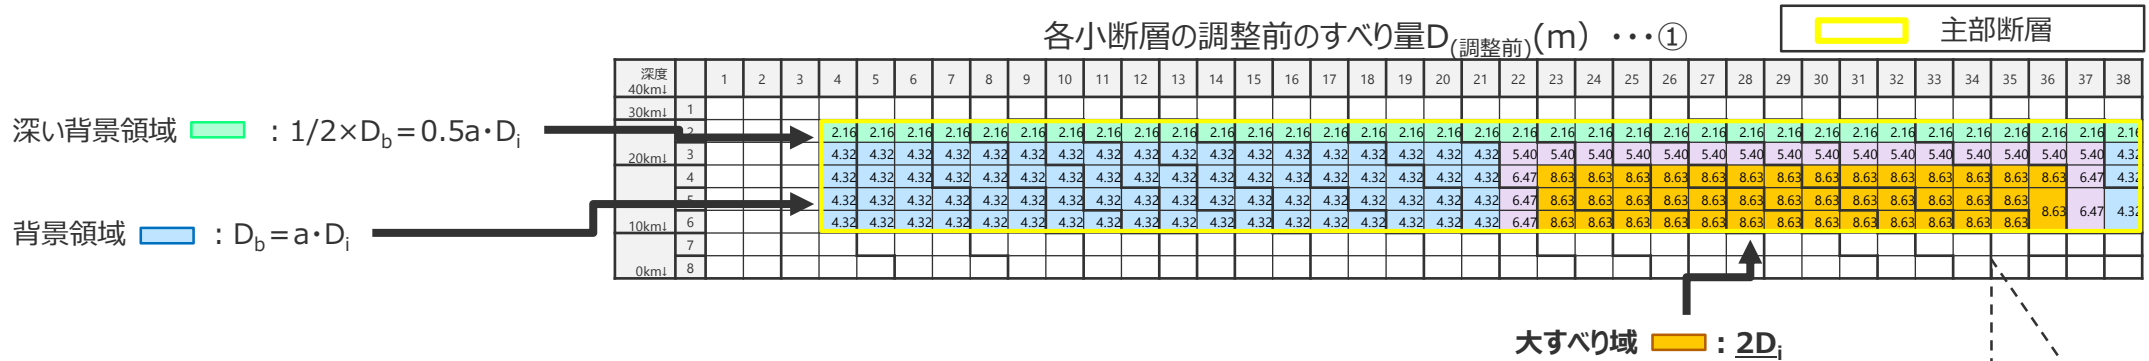 各小断層の調整前のすべり量D(調整前)(m) ・・・①
主部断層
深度 1 2 3 4 5 6 7 8 9 10 11 12 13 14 15 16 17 18 19 20 21 22 23 24 25 26 27 28 29 30 31 32 33 34 35 36 37 38
40km↓
30km↓ 1
深い背景領域 : 1/2×Db=0.5a・Di
2 2.16 2.16 2.16 2.16 2.16 2.16 2.16 2.16 2.16 2.16 2.16 2.16 2.16 2.16 2.16 2.16 2.16 2.16 2.16 2.16 2.16 2.16 2.16 2.16 2.16 2.16 2.16 2.16 2.16 2.16 2.16 2.16 2.16 2.16 2.16
20km↓ 3 4.32 4.32 4.32 4.32 4.32 4.32 4.32 4.32 4.32 4.32 4.32 4.32 4.32 4.32 4.32 4.32 4.32 4.32 5.40 5.40 5.40 5.40 5.40 5.40 5.40 5.40 5.40 5.40 5.40 5.40 5.40 5.40 5.40 5.40 4.32
4 4.32 4.32 4.32 4.32 4.32 4.32 4.32 4.32 4.32 4.32 4.32 4.32 4.32 4.32 4.32 4.32 4.32 4.32 6.47 8.63 8.63 8.63 8.63 8.63 8.63 8.63 8.63 8.63 8.63 8.63 8.63 8.63 8.63 6.47 4.32
5 4.32 4.32 4.32 4.32 4.32 4.32 4.32 4.32 4.32 4.32 4.32 4.32 4.32 4.32 4.32 4.32 4.32 4.32 6.47 8.63 8.63 8.63 8.63 8.63 8.63 8.63 8.63 8.63 8.63 8.63 8.63 8.63 8.63 6.47 4.32
背景領域 : Db=a・Di
10km↓ 6 4.32 4.32 4.32 4.32 4.32 4.32 4.32 4.32 4.32 4.32 4.32 4.32 4.32 4.32 4.32 4.32 4.32 4.32 6.47 8.63 8.63 8.63 8.63 8.63 8.63 8.63 8.63 8.63 8.63 8.63 8.63 8.63
7
0km↓ 8
大すべり域 : 2Di